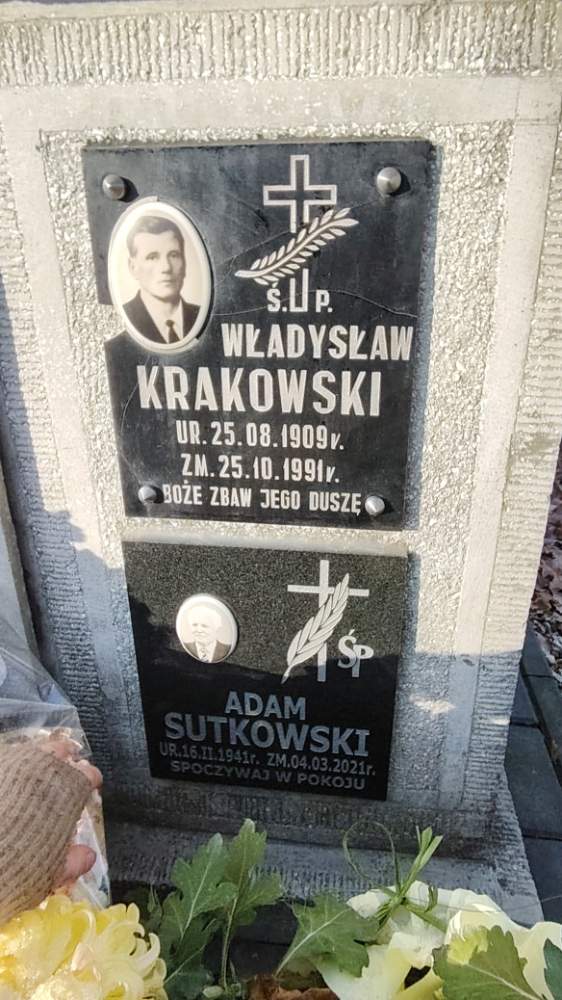 Ś.P.
WŁADYSŁAW
KRAKOWSKI
UR. 25.08.1909r.
ZM. 25.10.1991r.
BOŻE ZBAW JEGO DUSZĘ
ŚP
ADAM
SUTKOWSKI
UR.16.II.1941r. ZM.04.03.2021r.
SPOCZYWAJ W POKOJU